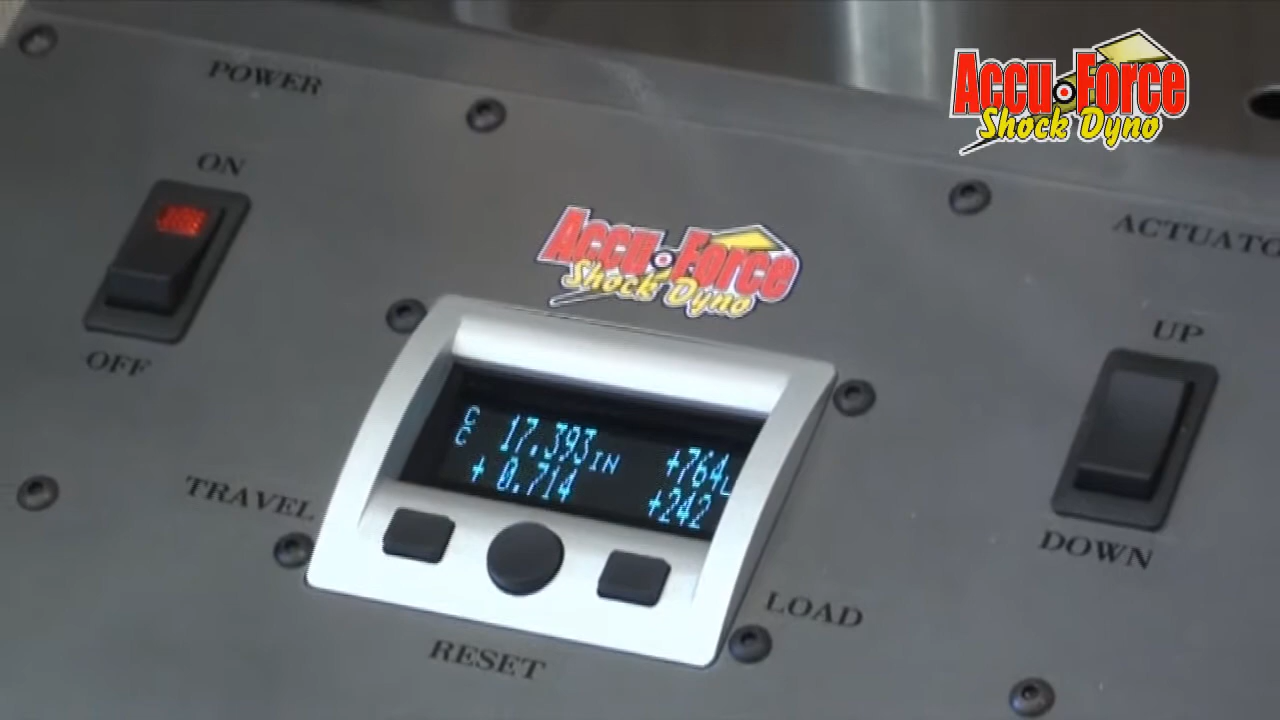 Accu-Force
Shock Dyno
POWER
ON
OFF
Accu-Force
Shock Dyno
ACTUATO
UP
DOWN
C 17.393 IN +764L
C + 0.714 +242
TRAVEL
LOAD
RESET